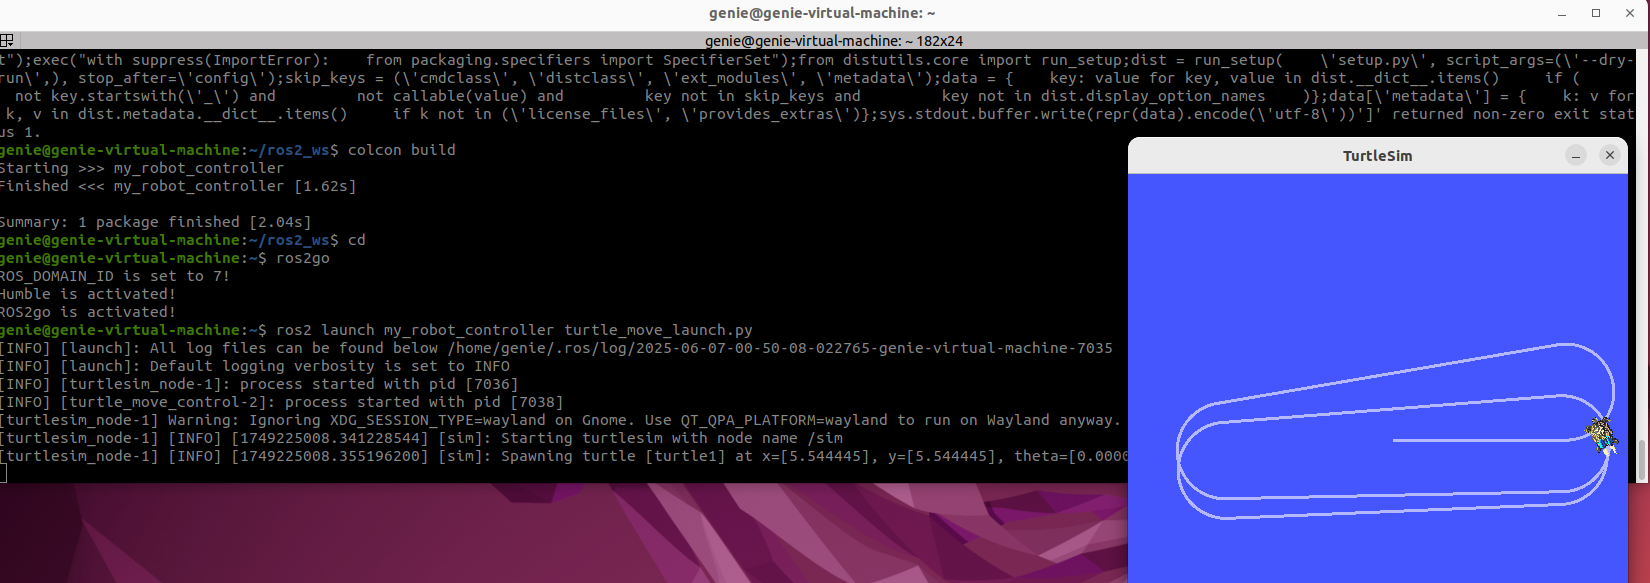 genie@genie-virtual-machine: ~
genie@genie-virtual-machine: ~ 182x24
t");exec("with suppress(ImportError):    from packaging.specifiers import SpecifierSet");from distutils.core import run_setup;dist = run_setup(    \'setup.py\', script_args=(\'--dry-
run\',), stop_after=\'config\');skip_keys = (\'cmdclass\', \'distclass\', \'ext_modules\', \'metadata\');data = {    key: value for key, value in dist.__dict__.items()     if (
  not key.startswith(\'_\') and         not callable(value) and         key not in skip_keys and         key not in dist.display_option_names    )};data[\'metadata\'] = {    k: v for
 k, v in dist.metadata.__dict__.items()     if k not in (\'license_files\', \'provides_extras\')};sys.stdout.buffer.write(repr(data).encode(\'utf-8\'))']' returned non-zero exit stat
us 1.
genie@genie-virtual-machine:~/ros2_ws$ colcon build
Starting >>> my_robot_controller
Finished <<< my_robot_controller [1.62s]
Summary: 1 package finished [2.04s]
genie@genie-virtual-machine:~/ros2_ws$ cd
genie@genie-virtual-machine:~$ ros2go
ROS_DOMAIN_ID is set to 7!
Humble is activated!
ROS2go is activated!
genie@genie-virtual-machine:~$ ros2 launch my_robot_controller turtle_move_launch.py
[INFO] [launch]: All log files can be found below /home/genie/.ros/log/2025-06-07-00-50-08-022765-genie-virtual-machine-7035
[INFO] [launch]: Default logging verbosity is set to INFO
[INFO] [turtlesim_node-1]: process started with pid [7036]
[INFO] [turtle_move_control-2]: process started with pid [7038]
[turtlesim_node-1] Warning: Ignoring XDG_SESSION_TYPE=wayland on Gnome. Use QT_QPA_PLATFORM=wayland to run on Wayland anyway.
[turtlesim_node-1] [INFO] [1749225008.341228544] [sim]: Starting turtlesim with node name /sim
[turtlesim_node-1] [INFO] [1749225008.355196200] [sim]: Spawning turtle [turtle1] at x=[5.544445], y=[5.544445], theta=[0.0000
TurtleSim